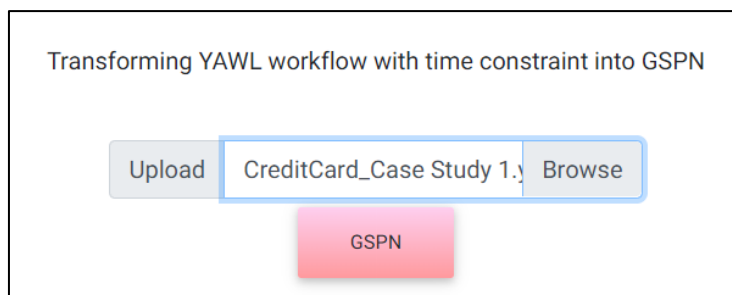 Transforming YAWL workflow with time constraint into GSPN
Upload CreditCard_Case Study 1.y Browse
GSPN